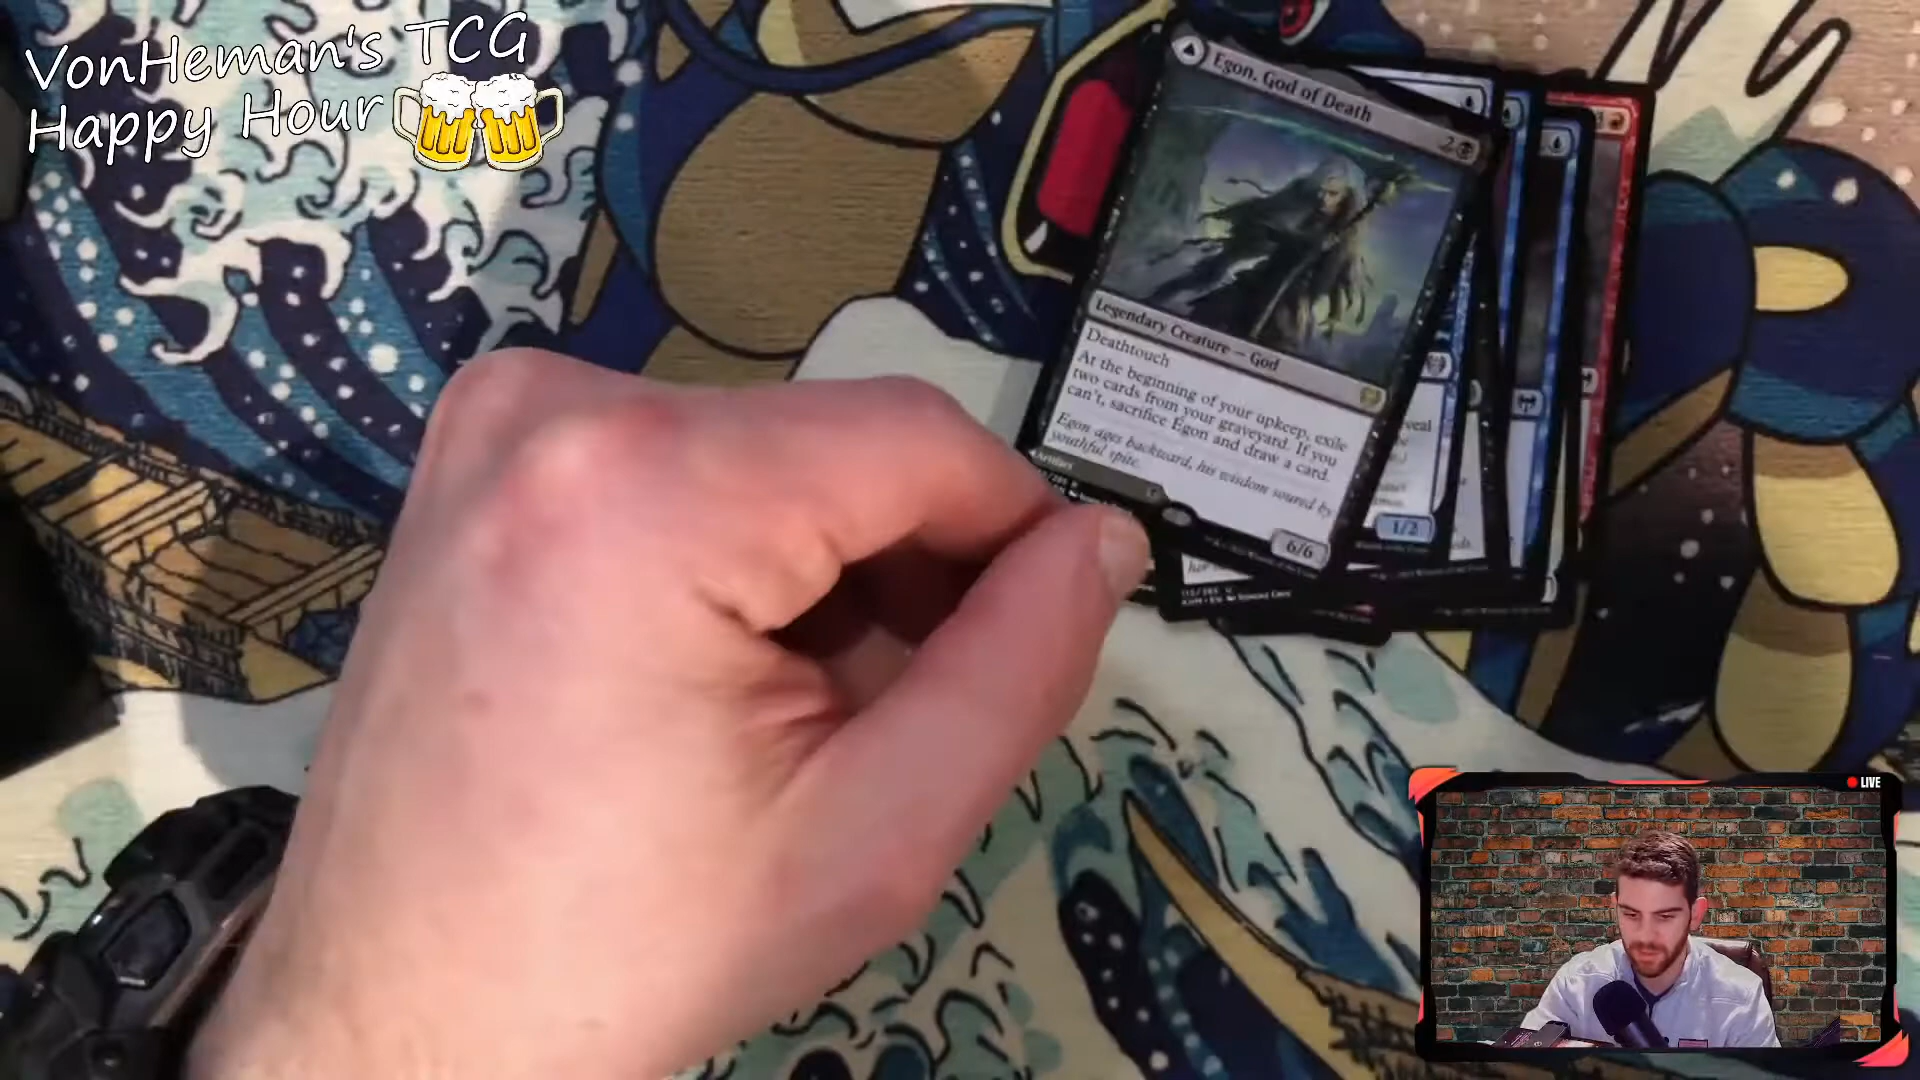 VonHeman's TCG
Happy Hour
Egon, God of Death
2
Legendary Creature — God
Deathtouch
At the beginning of your upkeep, exile
two cards from your graveyard. If you
can't, sacrifice Egon and draw a card.
Egon ages backward, his wisdom soured by
youthful spite.
Artifact
6/6
1/2
LIVE